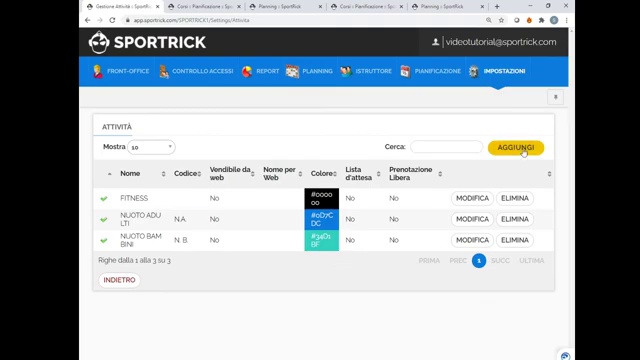 Gestione Attività : Sportrick
Corsi : Pianificazione : Sport
Planning : SportRick
Corsi : Pianificazione : Sport
Planning : SportRick
app.sportrick.com/SPORTRICK1/Settings/Attivita
SPORTRICK
videotutorial@sportrick.com
FRONT-OFFICE CONTROLLO ACCESSI REPORT PLANNING ISTRUTTORE PIANIFICAZIONE IMPOSTAZIONI
ATTIVITÀ
Mostra 10 Cerca: AGGIUNGI
Nome Codice Vendibile da web Nome per Web Colore Lista d'attesa Prenotazione Libera
FITNESS No #000000 No No MODIFICA ELIMINA
NUOTO ADULTI N.A. No #0D7CDC No No MODIFICA ELIMINA
NUOTO BAMBINI N. B. No #34D1BF No No MODIFICA ELIMINA
Righe dalla 1 alla 3 su 3 PRIMA PREC 1 SUCC ULTIMA
INDIETRO